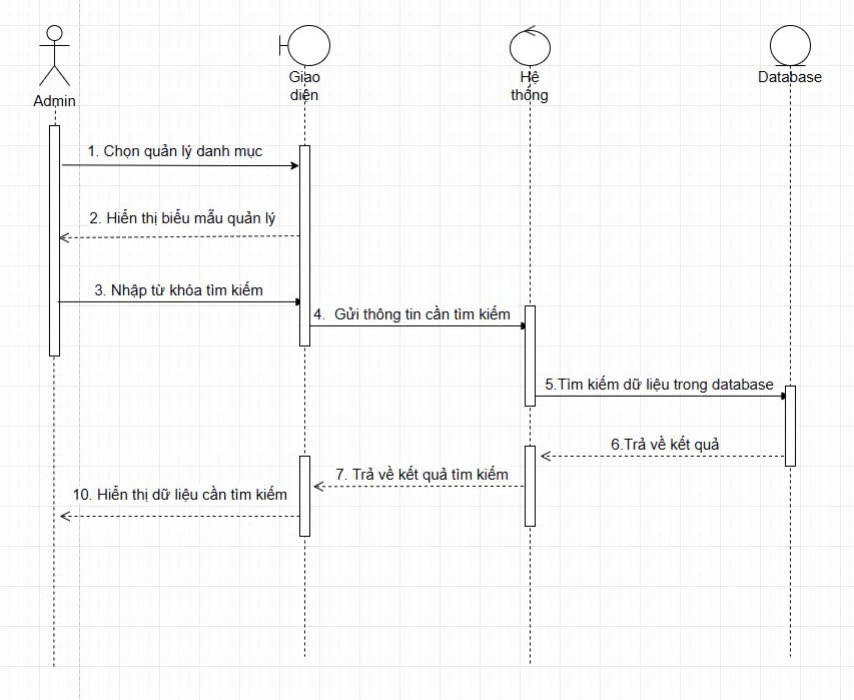 Admin
Giao
diện
Hệ
thống
Database
1. Chọn quản lý danh mục
2. Hiển thị biểu mẫu quản lý
3. Nhập từ khóa tìm kiếm
4. Gửi thông tin cần tìm kiếm
5.Tìm kiếm dữ liệu trong database
6.Trả về kết quả
7. Trả về kết quả tìm kiếm
10. Hiển thị dữ liệu cần tìm kiếm